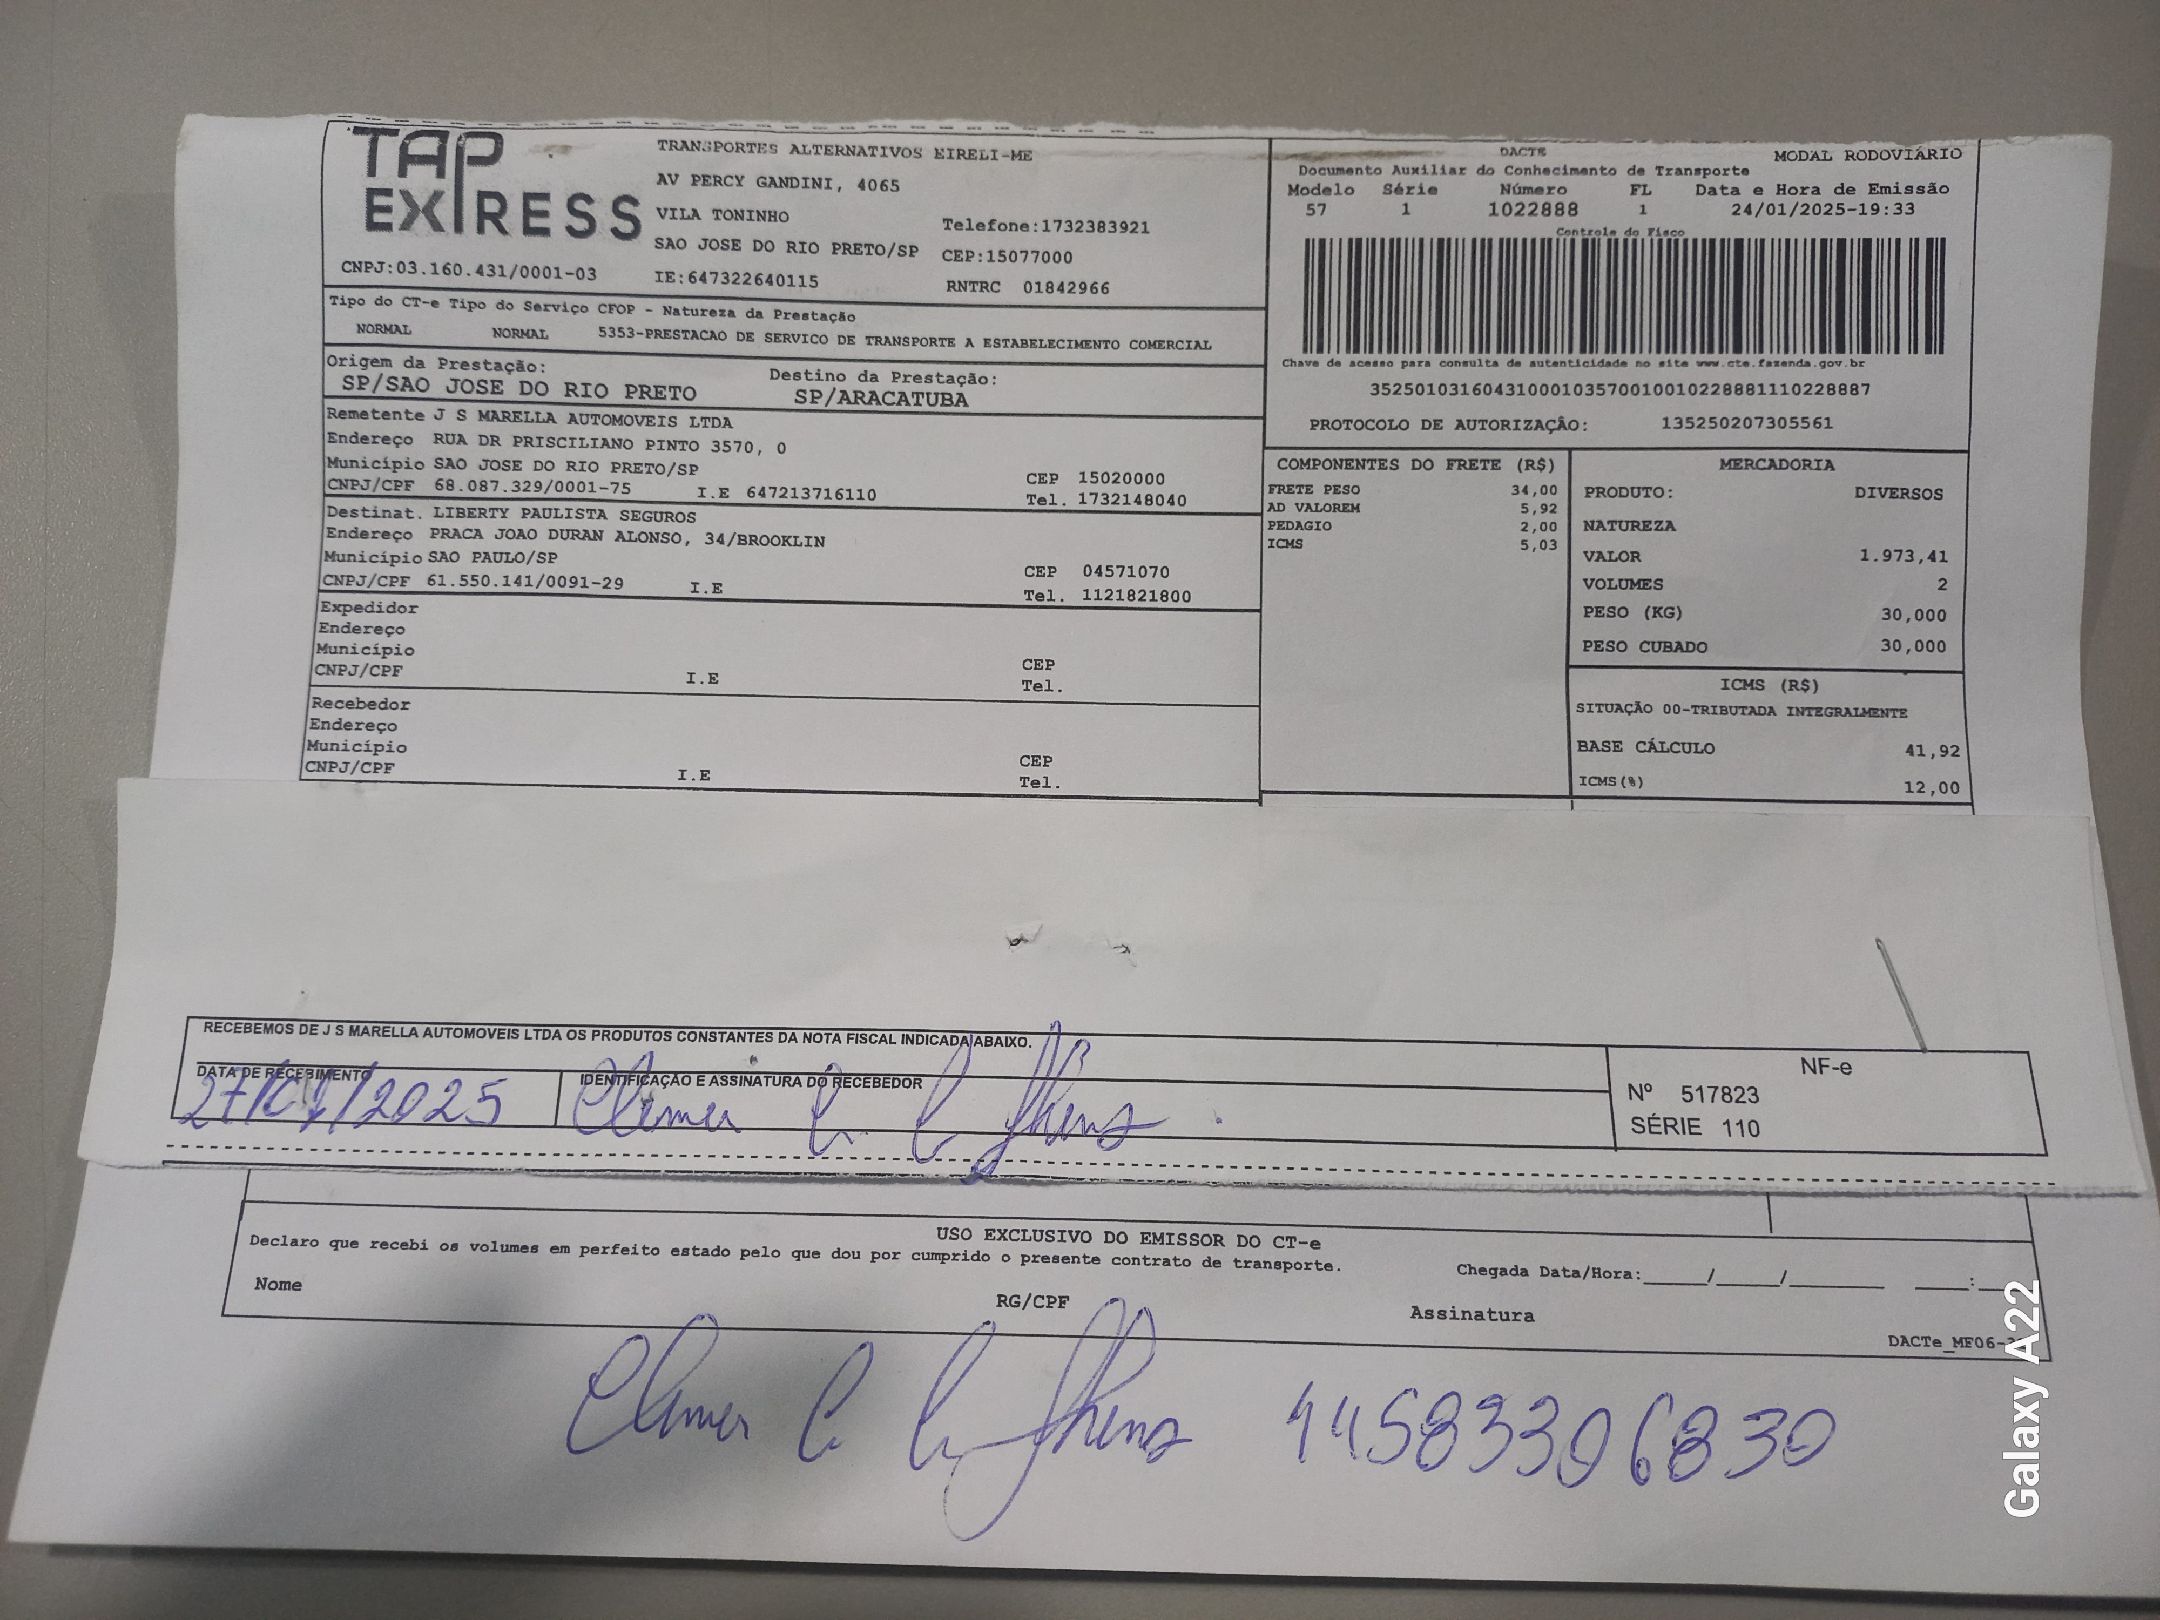 TAP EXPRESS
TRANSPORTES ALTERNATIVOS EIRELI-ME
AV PERCY GANDINI, 4065
VILA TONINHO
Telefone:1732383921
SAO JOSE DO RIO PRETO/SP CEP:15077000
CNPJ:03.160.431/0001-03 IE:647322640115 RNTRC 01842966
DACTE MODAL RODOVIÁRIO
Documento Auxiliar do Conhecimento de Transporte
Modelo Série Número FL Data e Hora de Emissão
57 1 1022888 1 24/01/2025-19:33
Controle do Fisco
Chave de acesso para consulta de autenticidade no site www.cte.fazenda.gov.br
35250103160431000103570010010228881110228887
PROTOCOLO DE AUTORIZAÇÂO: 135250207305561
Tipo do CT-e Tipo do Serviço CFOP - Natureza da Prestação
NORMAL NORMAL 5353-PRESTACAO DE SERVICO DE TRANSPORTE A ESTABELECIMENTO COMERCIAL
Origem da Prestação: Destino da Prestação:
SP/SAO JOSE DO RIO PRETO SP/ARACATUBA
Remetente J S MARELLA AUTOMOVEIS LTDA
Endereço RUA DR PRISCILIANO PINTO 3570, 0
Município SAO JOSE DO RIO PRETO/SP CEP 15020000
CNPJ/CPF 68.087.329/0001-75 I.E 647213716110 Tel. 1732148040
Destinat. LIBERTY PAULISTA SEGUROS
Endereço PRACA JOAO DURAN ALONSO, 34/BROOKLIN
Município SAO PAULO/SP CEP 04571070
CNPJ/CPF 61.550.141/0091-29 I.E Tel. 1121821800
Expedidor
Endereço
Município CEP
CNPJ/CPF I.E Tel.
Recebedor
Endereço
Município CEP
CNPJ/CPF I.E Tel.
COMPONENTES DO FRETE (R$)
FRETE PESO 34,00
AD VALOREM 5,92
PEDAGIO 2,00
ICMS 5,03
MERCADORIA
PRODUTO: DIVERSOS
NATUREZA
VALOR 1.973,41
VOLUMES 2
PESO (KG) 30,000
PESO CUBADO 30,000
ICMS (R$)
SITUAÇÃO 00-TRIBUTADA INTEGRALMENTE
BASE CÁLCULO 41,92
ICMS(%) 12,00
RECEBEMOS DE J S MARELLA AUTOMOVEIS LTDA OS PRODUTOS CONSTANTES DA NOTA FISCAL INDICADA ABAIXO.
DATA DE RECEBIMENTO IDENTIFICAÇÃO E ASSINATURA DO RECEBEDOR
27/01/2025
NF-e
Nº 517823
SÉRIE 110
USO EXCLUSIVO DO EMISSOR DO CT-e
Declaro que recebi os volumes em perfeito estado pelo que dou por cumprido o presente contrato de transporte.
Chegada Data/Hora:____/____/______ ____:__
Nome RG/CPF Assinatura
DACTe_ME06-
44583306830
Galaxy A22